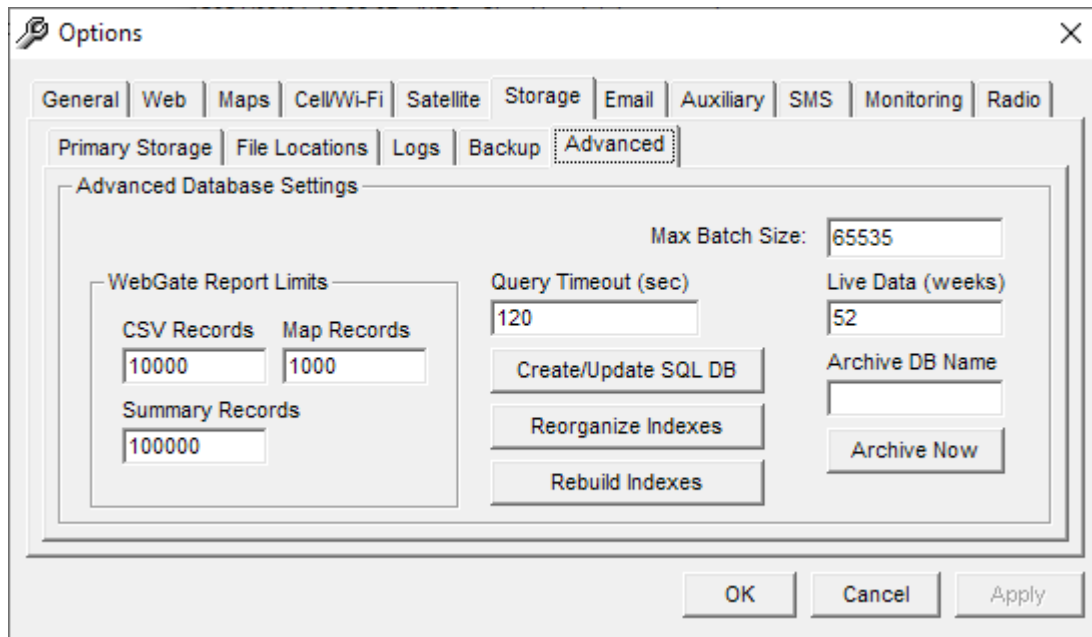 Options
General Web Maps Cell/Wi-Fi Satellite Storage Email Auxiliary SMS Monitoring Radio
Primary Storage File Locations Logs Backup Advanced
Advanced Database Settings
Max Batch Size: 65535
WebGate Report Limits
Query Timeout (sec)
Live Data (weeks)
120
52
CSV Records Map Records
10000 1000
Create/Update SQL DB
Archive DB Name
Summary Records
100000
Reorganize Indexes
Archive Now
Rebuild Indexes
OK Cancel Apply